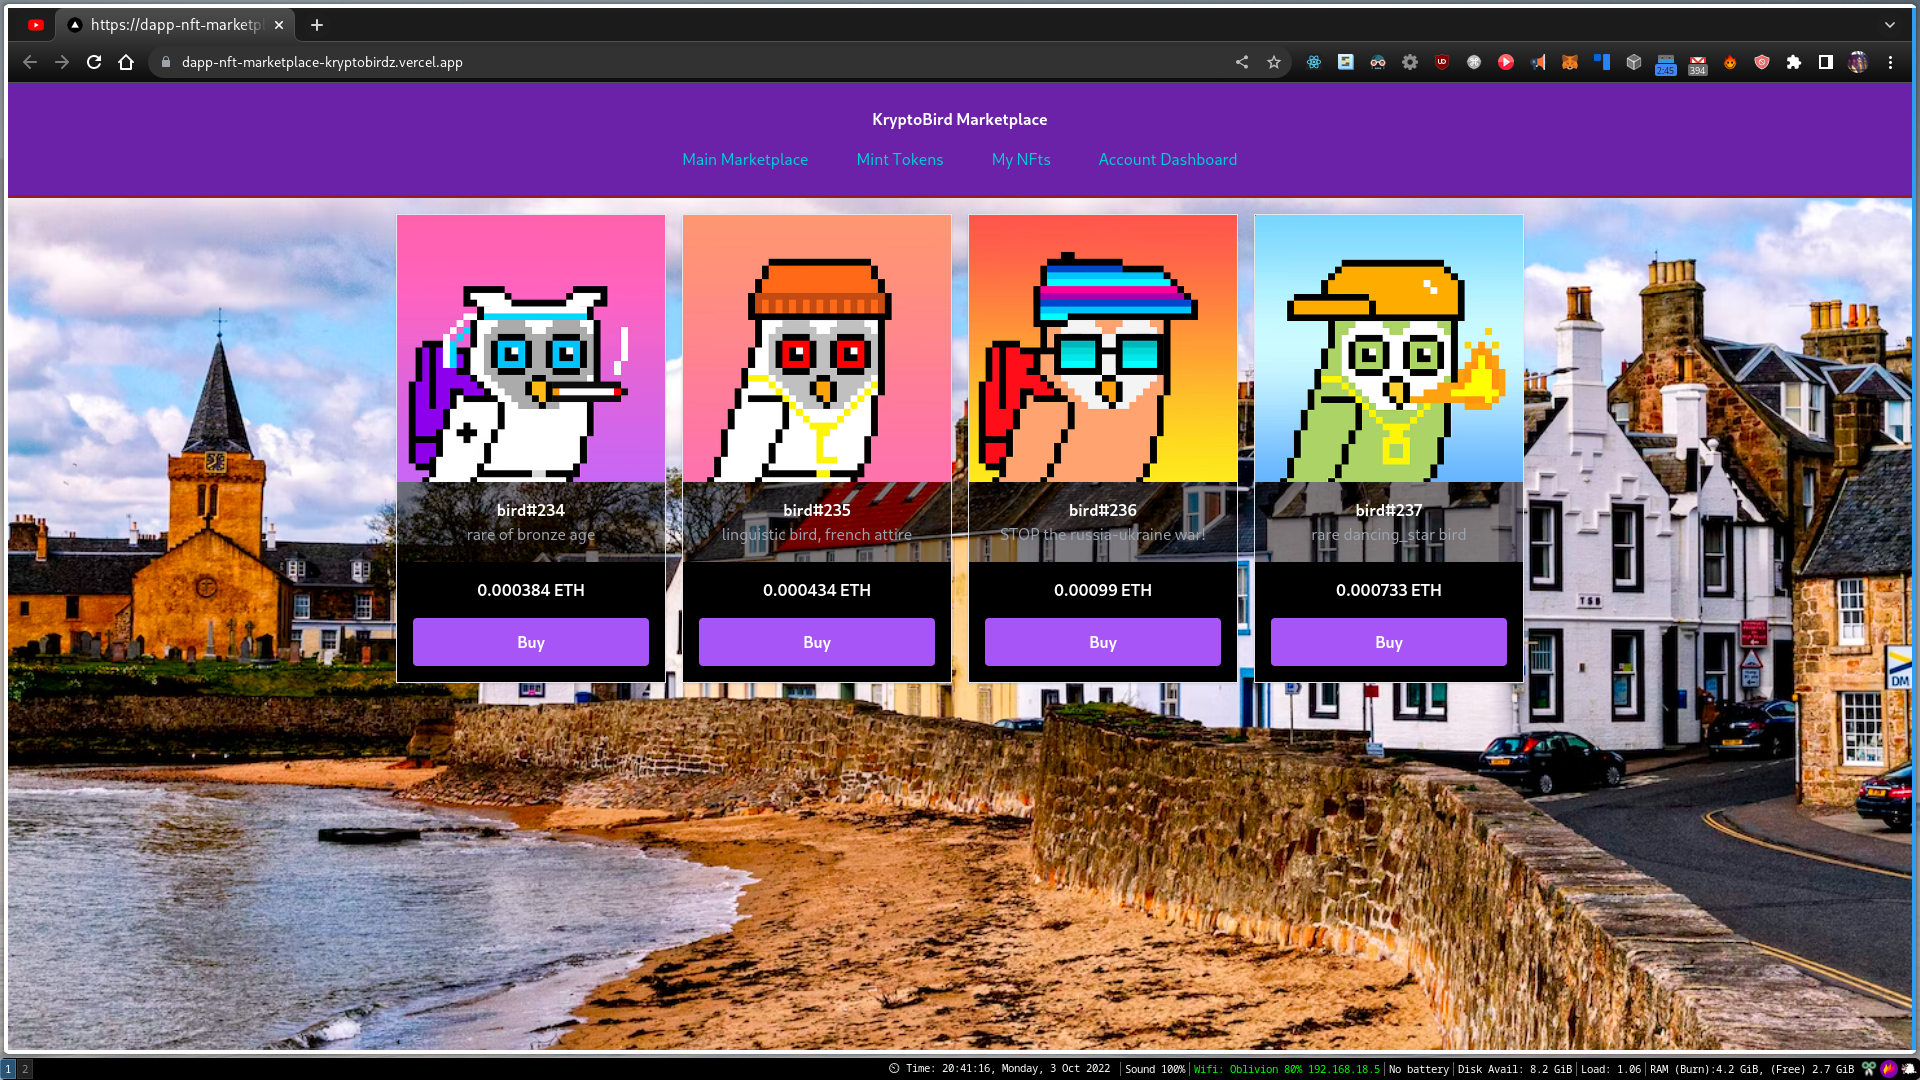 https://dapp-nft-marketpl
dapp-nft-marketplace-kryptobirdz.vercel.app
2:45
394
KryptoBird Marketplace
Main Marketplace Mint Tokens My NFts Account Dashboard
bird#234
rare of bronze age
0.000384 ETH
Buy
bird#235
linguistic bird, french attire
0.000434 ETH
Buy
bird#236
STOP the russia-ukraine war!
0.00099 ETH
Buy
bird#237
rare dancing_star bird
0.000733 ETH
Buy
TSB
DM
1 2
Time: 20:41:16, Monday, 3 Oct 2022 Sound 100% Wifi: Oblivion 80% 192.168.18.5 No battery Disk Avail: 8.2 GiB Load: 1.06 RAM (Burn):4.2 GiB, (Free) 2.7 GiB